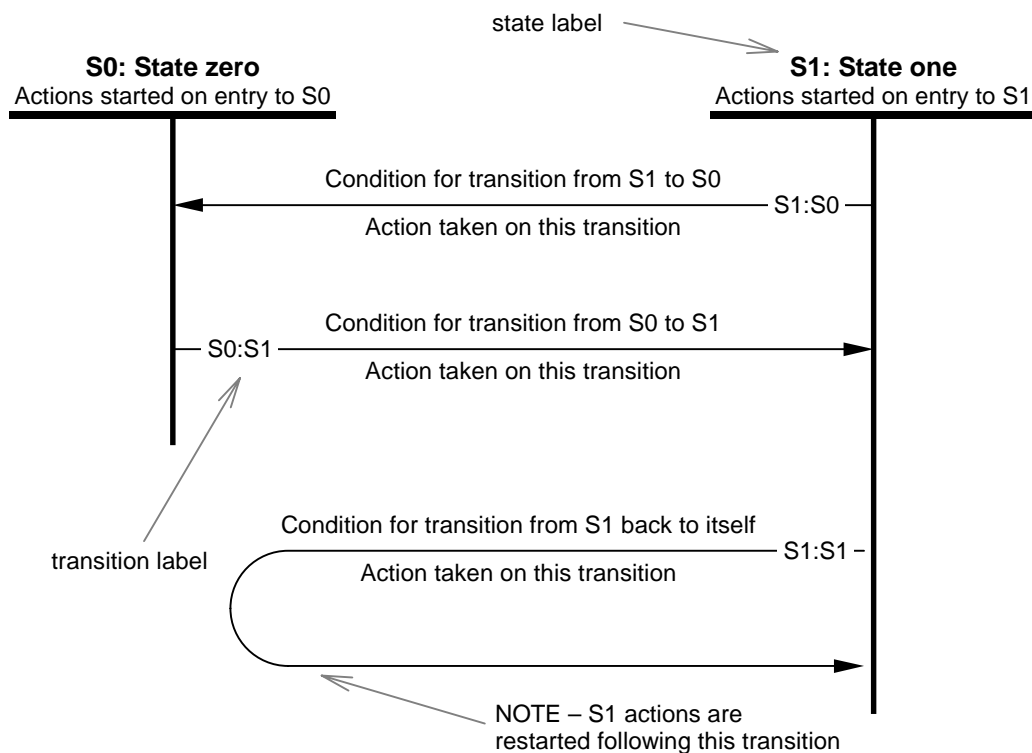 state label
S0: State zero
Actions started on entry to S0
S1: State one
Actions started on entry to S1
Condition for transition from S1 to S0
S1:S0
Action taken on this transition
Condition for transition from S0 to S1
S0:S1
Action taken on this transition
Condition for transition from S1 back to itself
S1:S1
transition label
Action taken on this transition
NOTE – S1 actions are
restarted following this transition